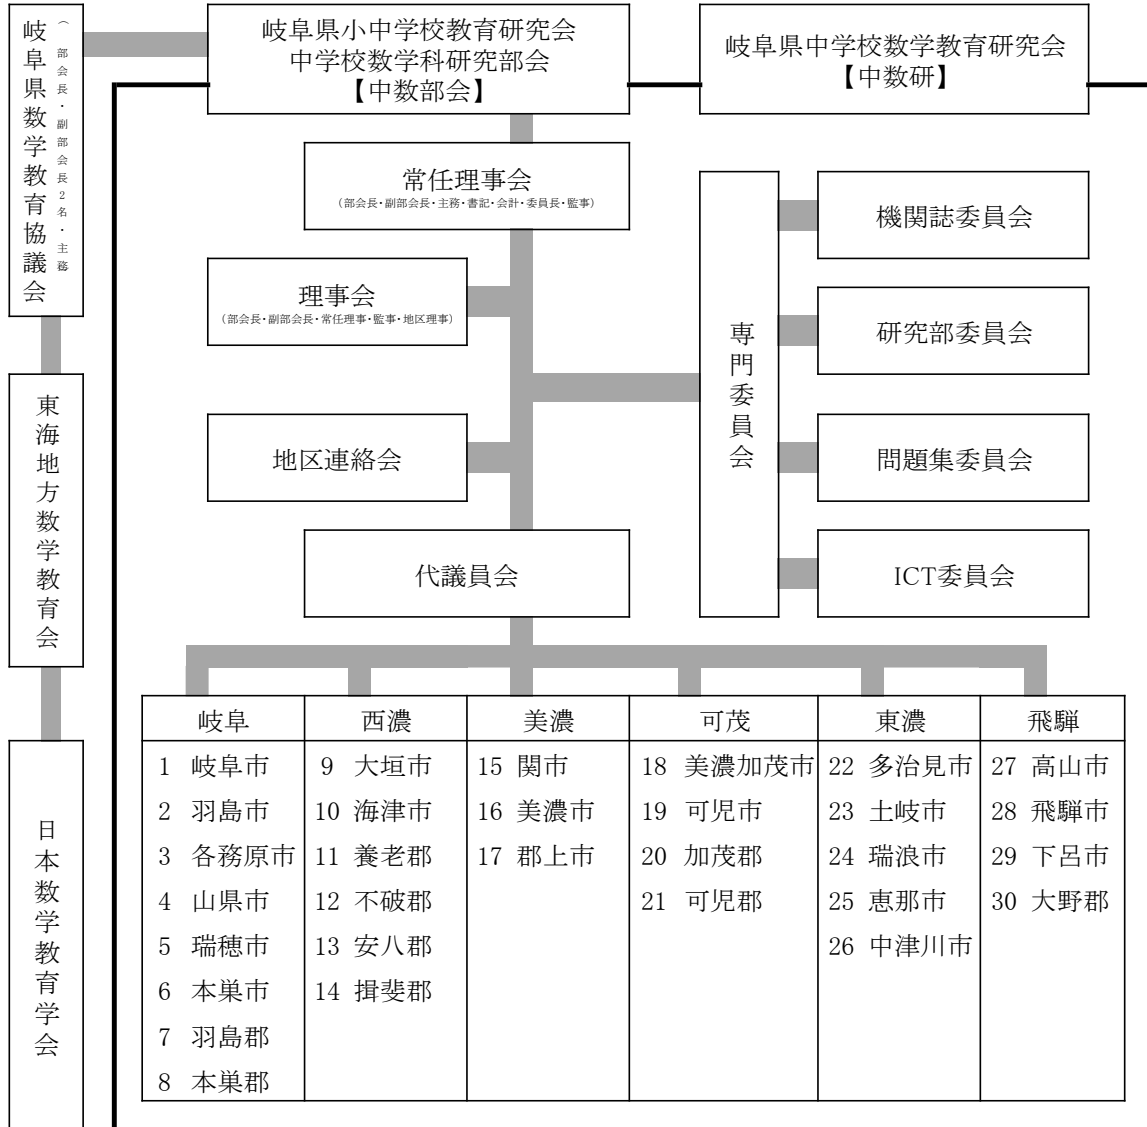 岐阜県数学教育協議会
（部会長・副部会長2名・主務
東海地方数学教育会
日本数学教育学会
岐阜県小中学校教育研究会
中学校数学科研究部会
【中数部会】
岐阜県中学校数学教育研究会
【中数研】
常任理事会
（部会長・副部会長・主務・書記・会計・委員長・監事）
理事会
（部会長・副部会長・常任理事・監事・地区理事）
地区連絡会
代議員会
専門委員会
機関誌委員会
研究部委員会
問題集委員会
ICT委員会
岐阜
1 岐阜市
2 羽島市
3 各務原市
4 山県市
5 瑞穂市
6 本巣市
7 羽島郡
8 本巣郡
西濃
9 大垣市
10 海津市
11 養老郡
12 不破郡
13 安八郡
14 揖斐郡
美濃
15 関市
16 美濃市
17 郡上市
可茂
18 美濃加茂市
19 可児市
20 加茂郡
21 可児郡
東濃
22 多治見市
23 土岐市
24 瑞浪市
25 恵那市
26 中津川市
飛騨
27 高山市
28 飛騨市
29 下呂市
30 大野郡